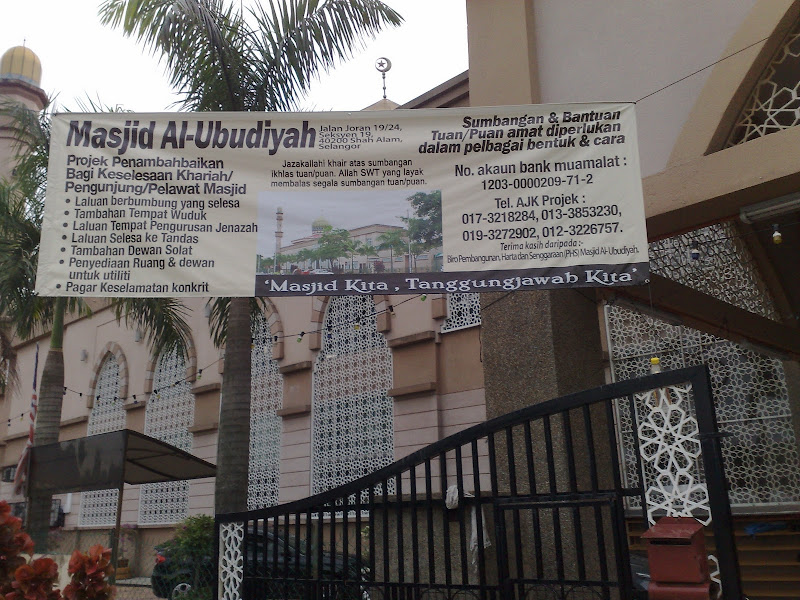 Masjid Al-Ubudiyah
Jalan Joran 19/24,
Seksyen 19,
40200 Shah Alam,
Selangor
Projek Penambahbaikan
Bagi Keselesaan Khariah/
Pengunjung/Pelawat Masjid
• Laluan berbumbung yang selesa
• Tambahan Tempat Wuduk
• Laluan Tempat Pengurusan Jenazah
• Laluan Selesa ke Tandas
• Tambahan Dewan Solat
• Penyediaan Ruang & dewan
untuk utiliti
• Pagar Keselamatan konkrit
Jazakallahi khair atas sumbangan
ikhlas tuan/puan. Allah SWT yang layak
membalas segala sumbangan tuan/puan.
Sumbangan & Bantuan
Tuan/Puan amat diperlukan
dalam pelbagai bentuk & cara
No. akaun bank muamalat :
1203-0000209-71-2
Tel. AJK Projek :
017-3218284, 013-3853230,
019-3272902, 012-3226757.
Terima kasih daripada :-
Biro Pembangunan, Harta dan Senggaraan (PHS) Masjid Al-Ubudiyah.
'Masjid Kita , Tanggungjawab Kita'